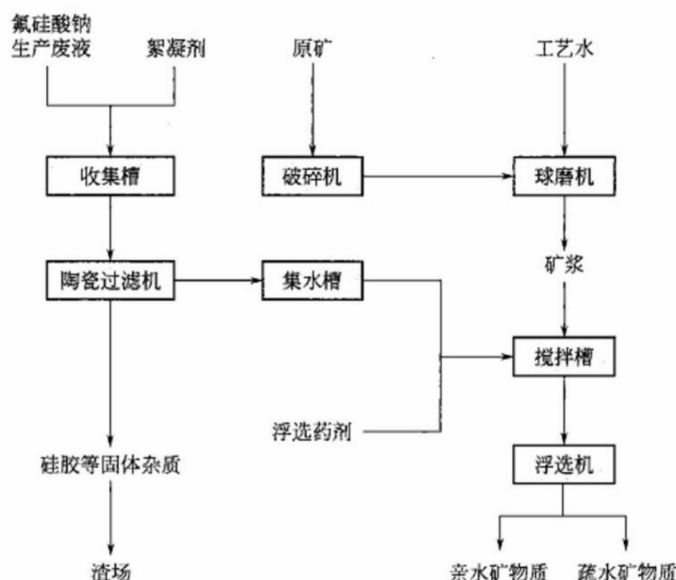 氟硅酸钠
生产废液
絮凝剂
原矿
工艺水
收集槽
破碎机
球磨机
矿浆
陶瓷过滤机
集水槽
搅拌槽
浮选药剂
硅胶等固体杂质
浮选机
渣场
亲水矿物质
疏水矿物质